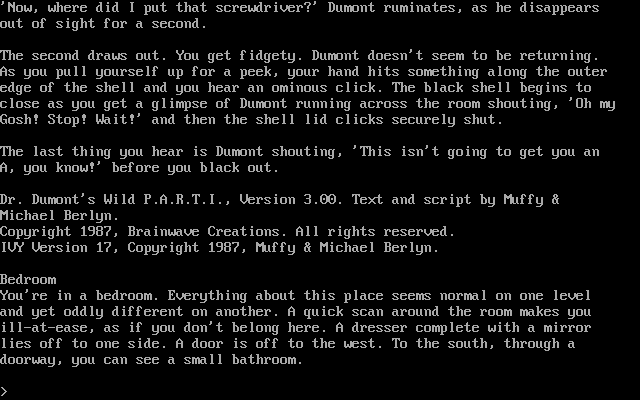 'Now, where did I put that screwdriver?' Dumont ruminates, as he disappears
out of sight for a second.
The second draws out. You get fidgety. Dumont doesn't seem to be returning.
As you pull yourself up for a peek, your hand hits something along the outer
edge of the shell and you hear an ominous click. The black shell begins to
close as you get a glimpse of Dumont running across the room shouting, 'Oh my
Gosh! Stop! Wait!' and then the shell lid clicks securely shut.
The last thing you hear is Dumont shouting, 'This isn't going to get you an
A, you know!' before you black out.
Dr. Dumont's Wild P.A.R.T.I., Version 3.00. Text and script by Muffy &
Michael Berlyn.
Copyright 1987, Brainwave Creations. All rights reserved.
IVY Version 17, Copyright 1987, Muffy & Michael Berlyn.
Bedroom
You're in a bedroom. Everything about this place seems normal on one level
and yet oddly different on another. A quick scan around the room makes you
ill-at-ease, as if you don't belong here. A dresser complete with a mirror
lies off to one side. A door is off to the west. To the south, through a
doorway, you can see a small bathroom.
>